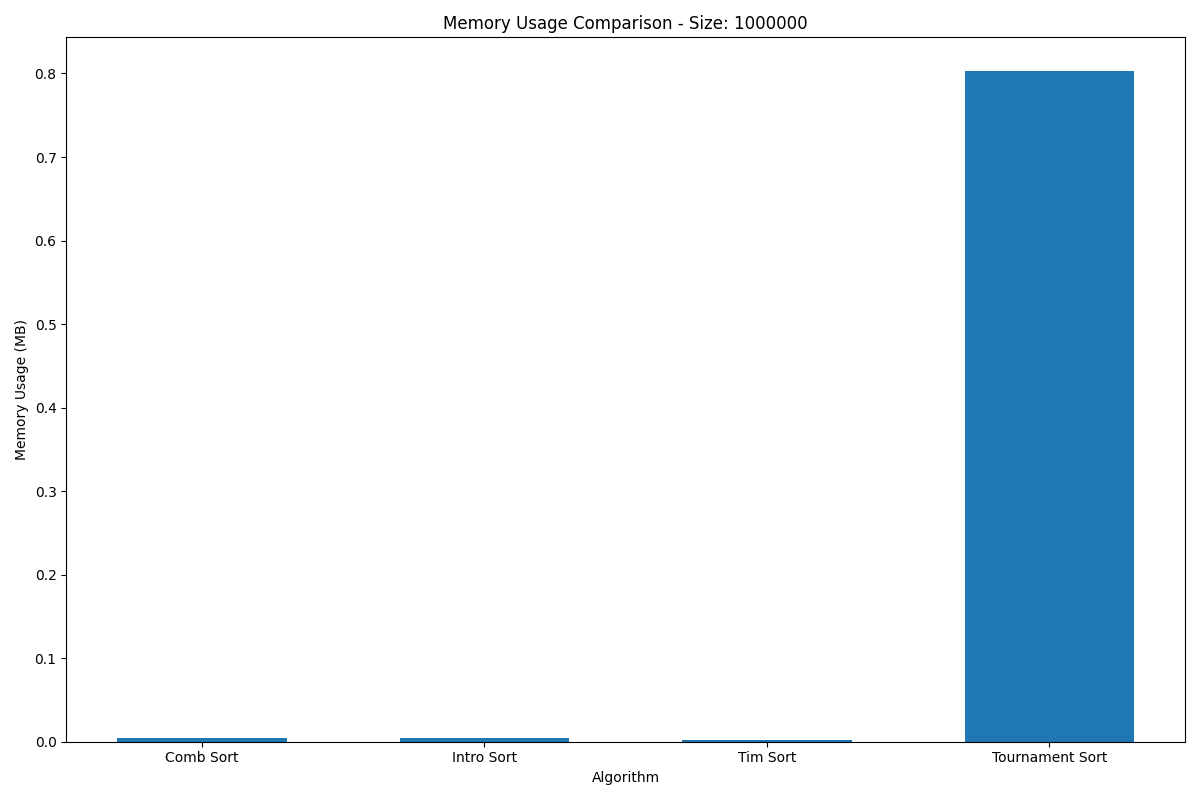 Memory Usage Comparison - Size: 1000000
Memory Usage (MB)
0.8
0.7
0.6
0.5
0.4
0.3
0.2
0.1
0.0
Comb Sort
Intro Sort
Tim Sort
Tournament Sort
Algorithm